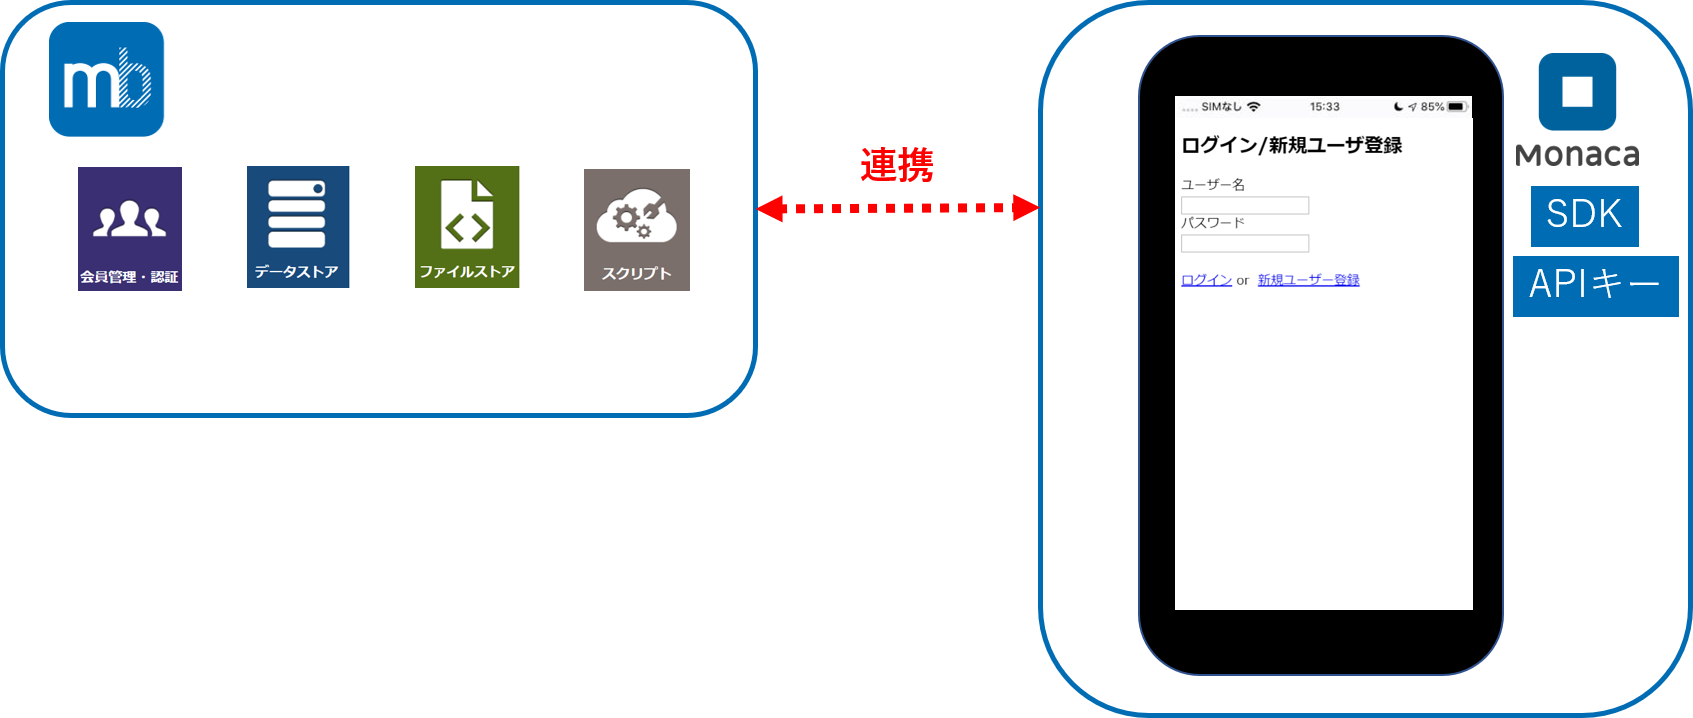 mb
会員管理・認証
データストア
ファイルストア
スクリプト
連携
SIMなし 15:33 85%
ログイン/新規ユーザ登録
ユーザー名
パスワード
ログイン or 新規ユーザー登録
Monaca
SDK
APIキー